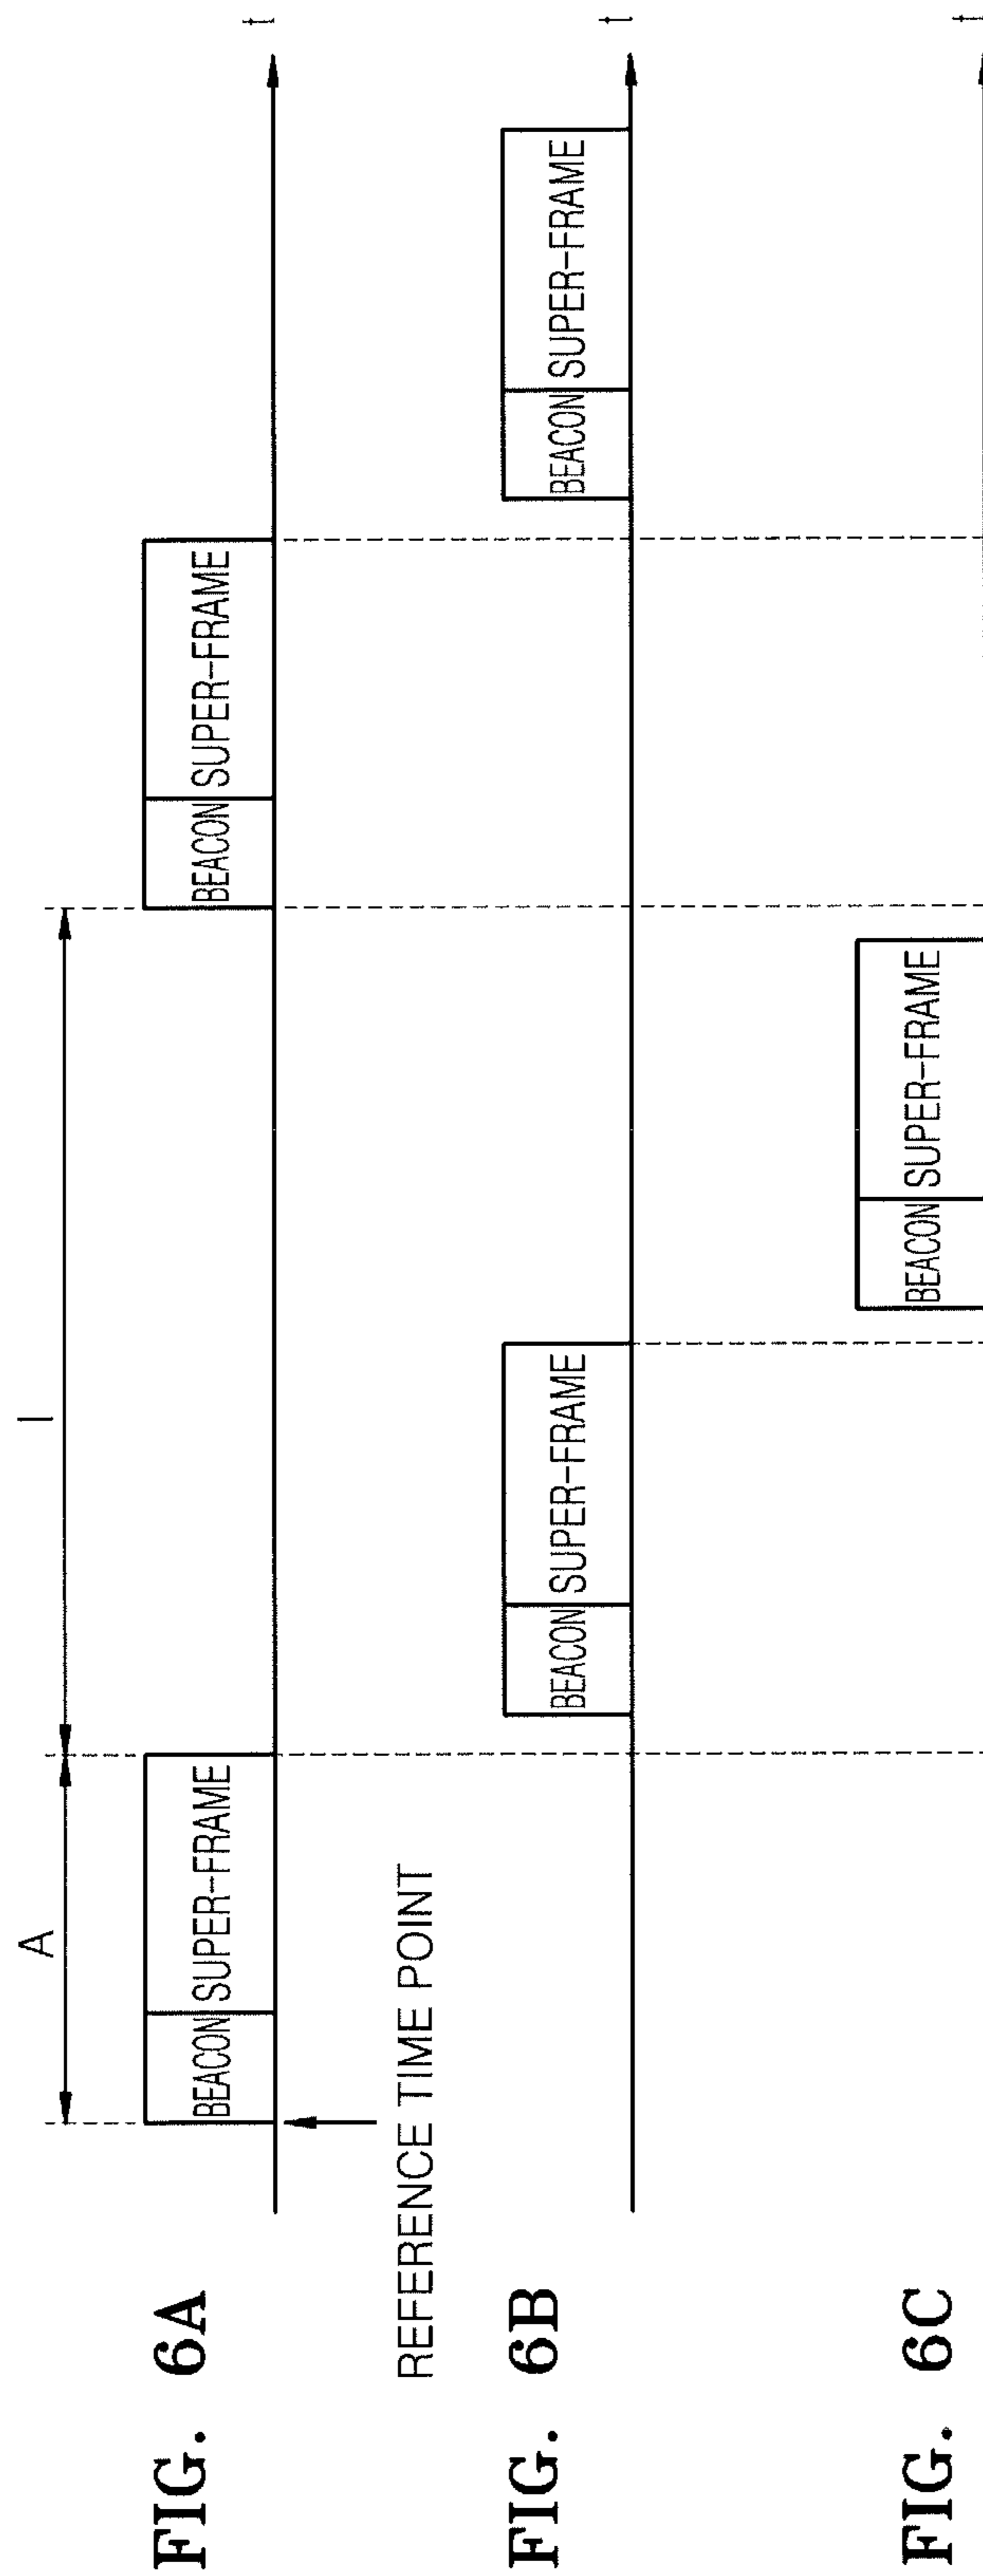 A
I
FIG. 6A
BEACON
SUPER-FRAME
BEACON
SUPER-FRAME
t
REFERENCE TIME POINT
FIG. 6B
BEACON
SUPER-FRAME
BEACON
SUPER-FRAME
t
FIG. 6C
BEACON
SUPER-FRAME
t